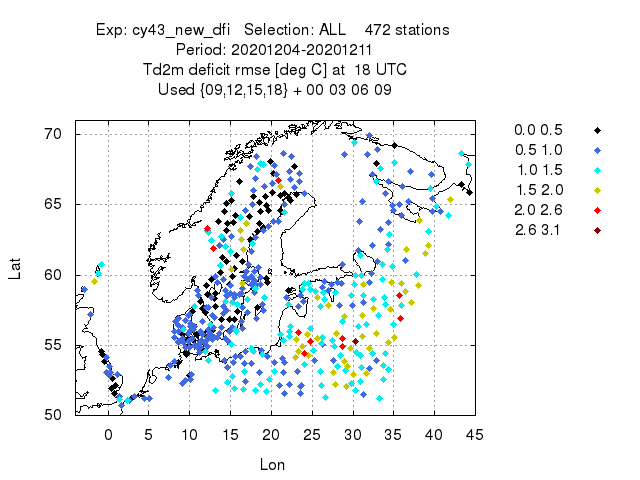 Exp: cy43_new_dfi   Selection: ALL    472 stations
Period: 20201204-20201211
Td2m deficit rmse [deg C] at  18 UTC
Used {09,12,15,18} + 00 03 06 09
0.0 0.5
0.5 1.0
1.0 1.5
1.5 2.0
2.0 2.6
2.6 3.1
70
65
60
55
50
Lat
0 5 10 15 20 25 30 35 40 45
Lon